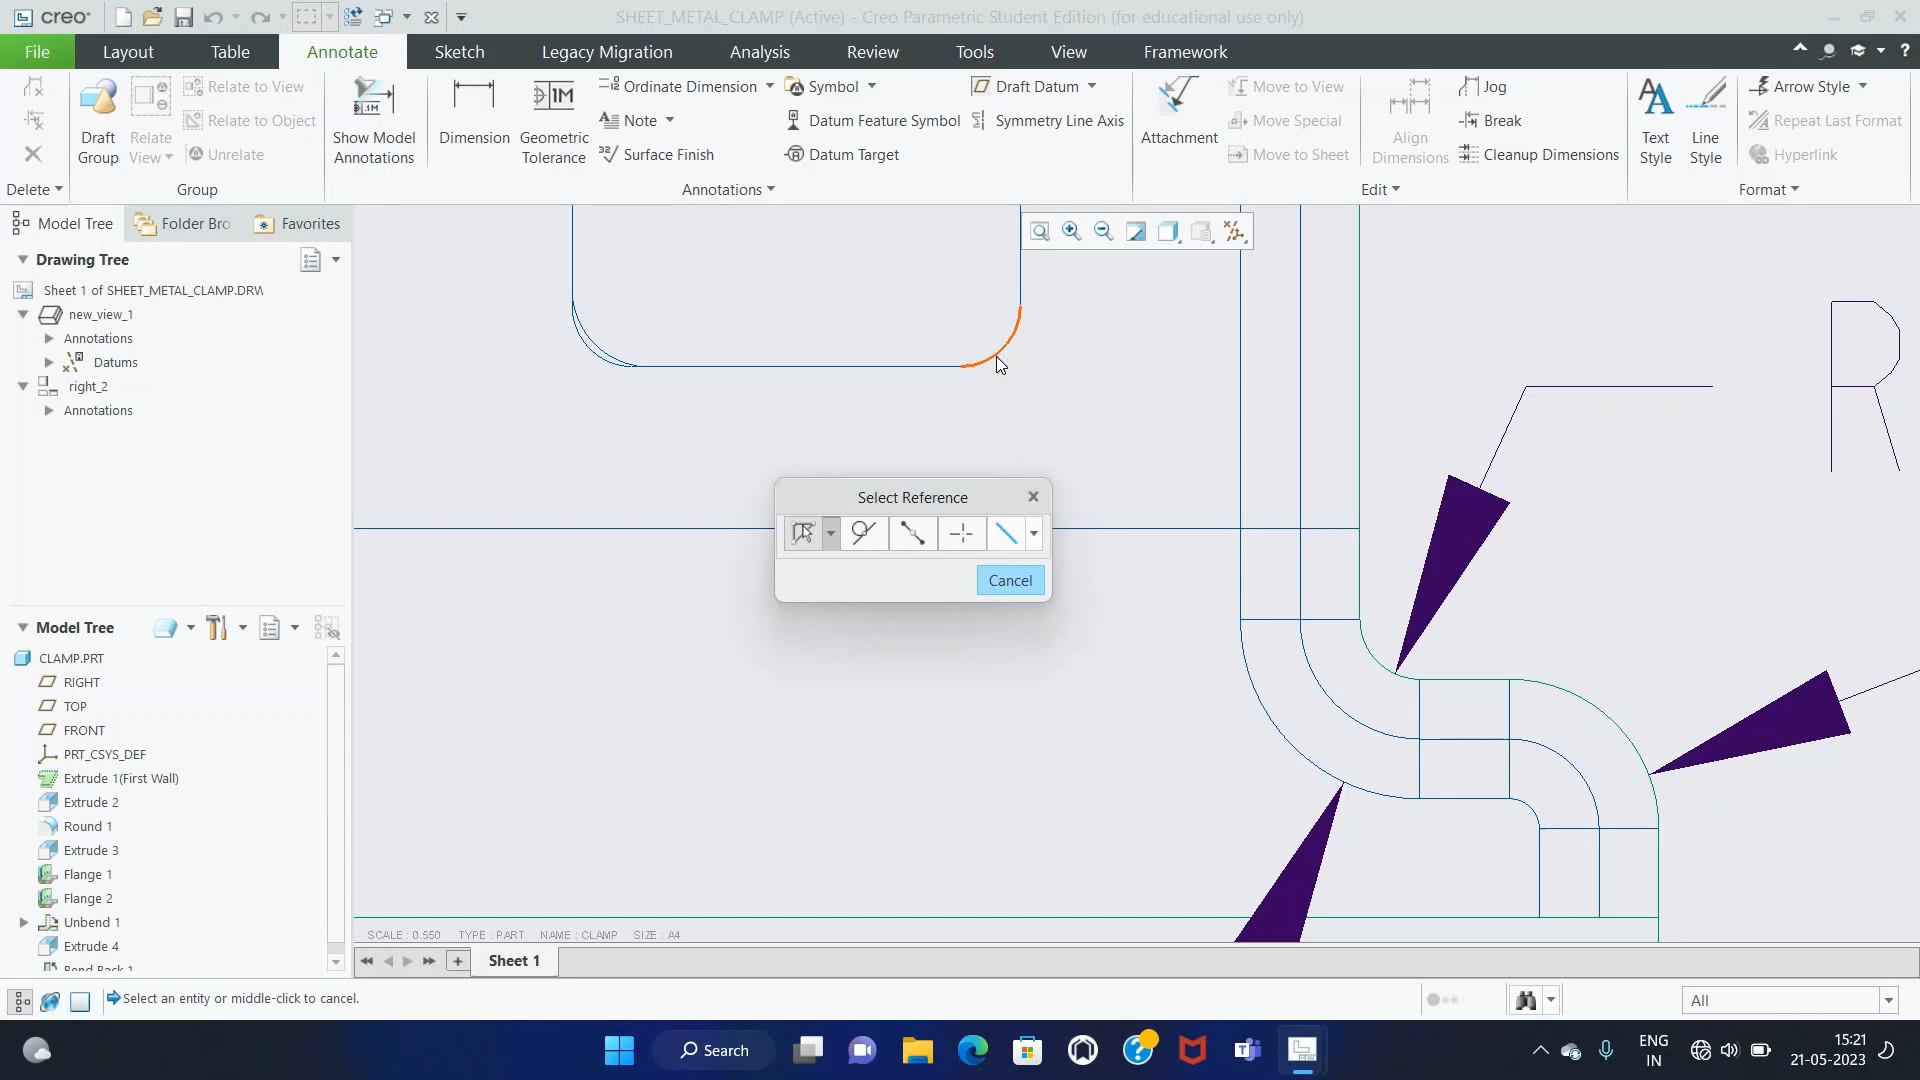 creo
SHEET_METAL_CLAMP (Active) - Creo Parametric Student Edition (for educational use only)
File Layout Table Annotate Sketch Legacy Migration Analysis Review Tools View Framework
Delete
Draft Group
Relate View
Relate to View
Relate to Object
Unrelate
Group
Show Model Annotations
Dimension
Geometric Tolerance
Ordinate Dimension
Note
Surface Finish
Symbol
Datum Feature Symbol
Datum Target
Draft Datum
Symmetry Line Axis
Annotations
Attachment
Move to View
Move Special
Move to Sheet
Align Dimensions
Jog
Break
Cleanup Dimensions
Edit
Text Style
Line Style
Arrow Style
Repeat Last Format
Hyperlink
Format
Model Tree Folder Bro Favorites
Drawing Tree
Sheet 1 of SHEET_METAL_CLAMP.DRW
new_view_1
Annotations
Datums
right_2
Annotations
Model Tree
CLAMP.PRT
RIGHT
TOP
FRONT
PRT_CSYS_DEF
Extrude 1(First Wall)
Extrude 2
Round 1
Extrude 3
Flange 1
Flange 2
Unbend 1
Extrude 4
Bend Back 1
Select Reference
Cancel
R
SCALE : 0.550 TYPE : PART NAME : CLAMP SIZE : A4
Sheet 1
Select an entity or middle-click to cancel.
All
Search
ENG
IN
15:21
21-05-2023